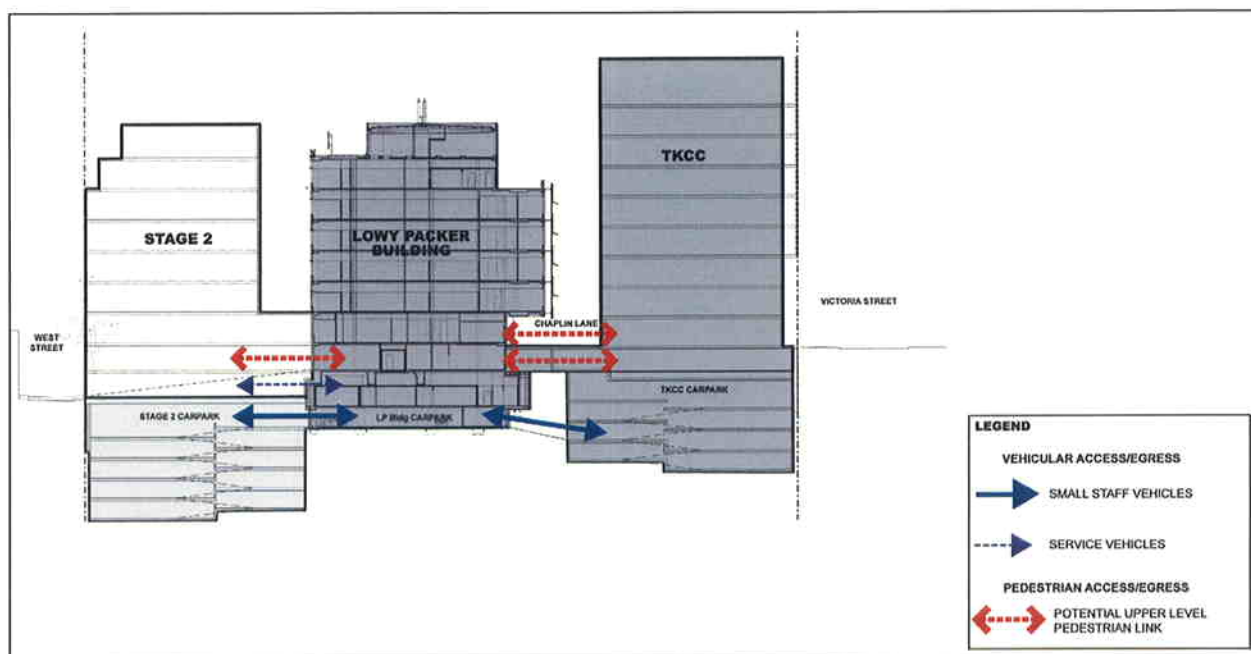 TKCC
STAGE 2
LOWY PACKER
BUILDING
VICTORIA STREET
CHAPLIN LANE
WEST
STREET
STAGE 2 CARPARK
LP Bldg CARPARK
TKCC CARPARK
LEGEND
VEHICULAR ACCESS/EGRESS
SMALL STAFF VEHICLES
SERVICE VEHICLES
PEDESTRIAN ACCESS/EGRESS
POTENTIAL UPPER LEVEL
PEDESTRIAN LINK